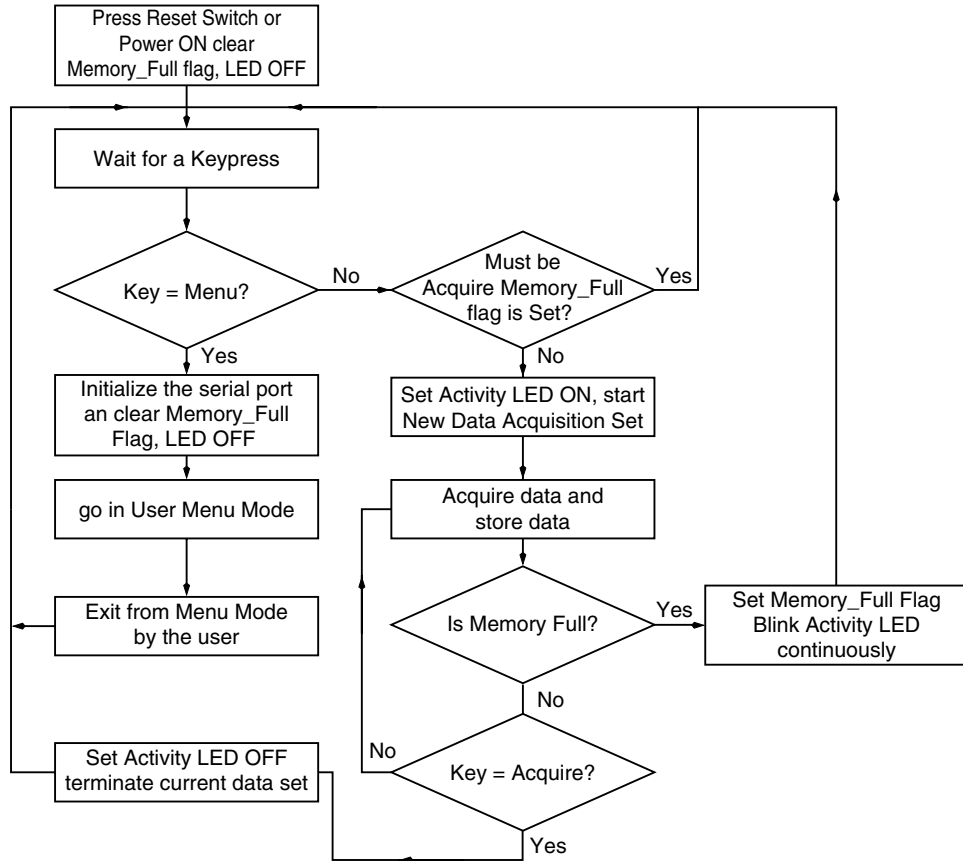 Press Reset Switch or
Power ON clear
Memory_Full flag, LED OFF
Wait for a Keypress
Key = Menu?
No
Must be
Acquire Memory_Full
flag is Set?
Yes
Yes
No
Initialize the serial port
an clear Memory_Full
Flag, LED OFF
Set Activity LED ON, start
New Data Acquisition Set
go in User Menu Mode
Acquire data and
store data
Exit from Menu Mode
by the user
Is Memory Full?
Yes
Set Memory_Full Flag
Blink Activity LED
continuously
No
Set Activity LED OFF
terminate current data set
No
Key = Acquire?
Yes